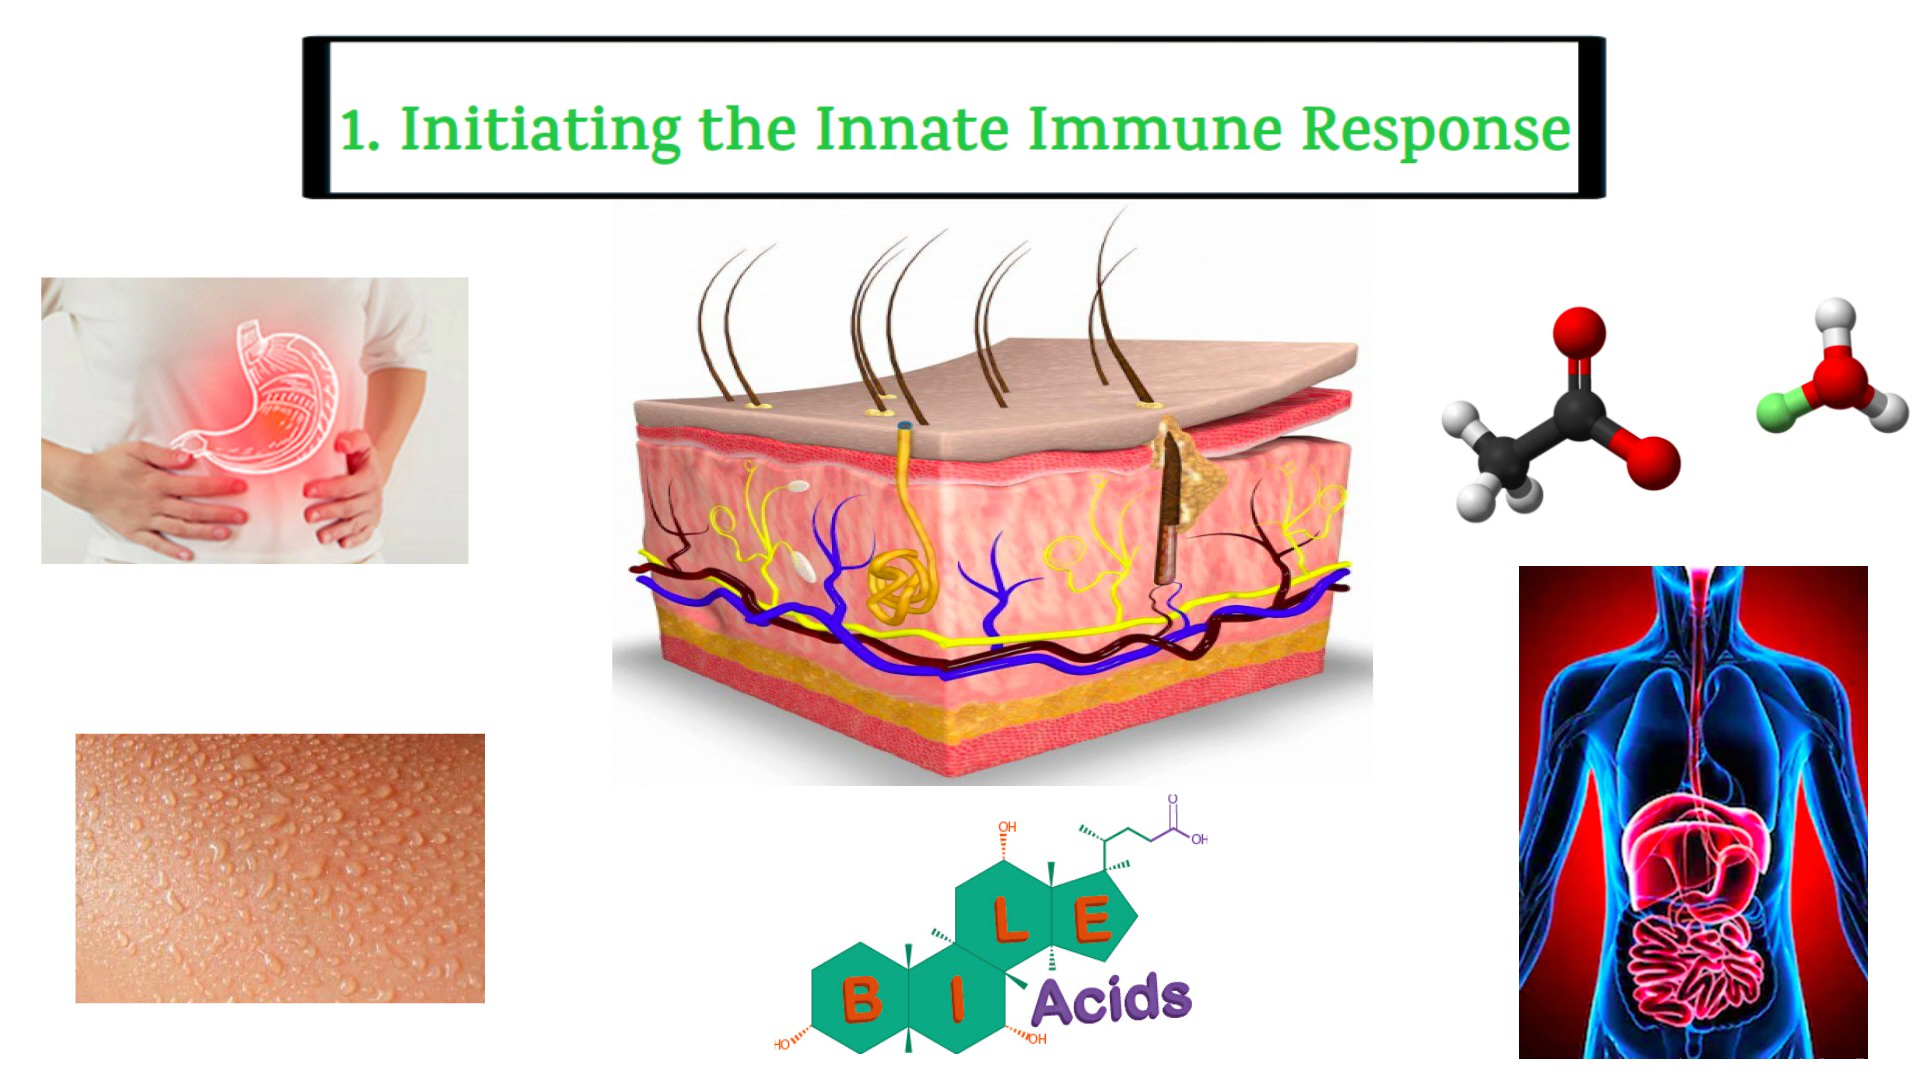 1. Initiating the Innate Immune Response
O
OH
OH
L E
B I
Acids
HO
OH